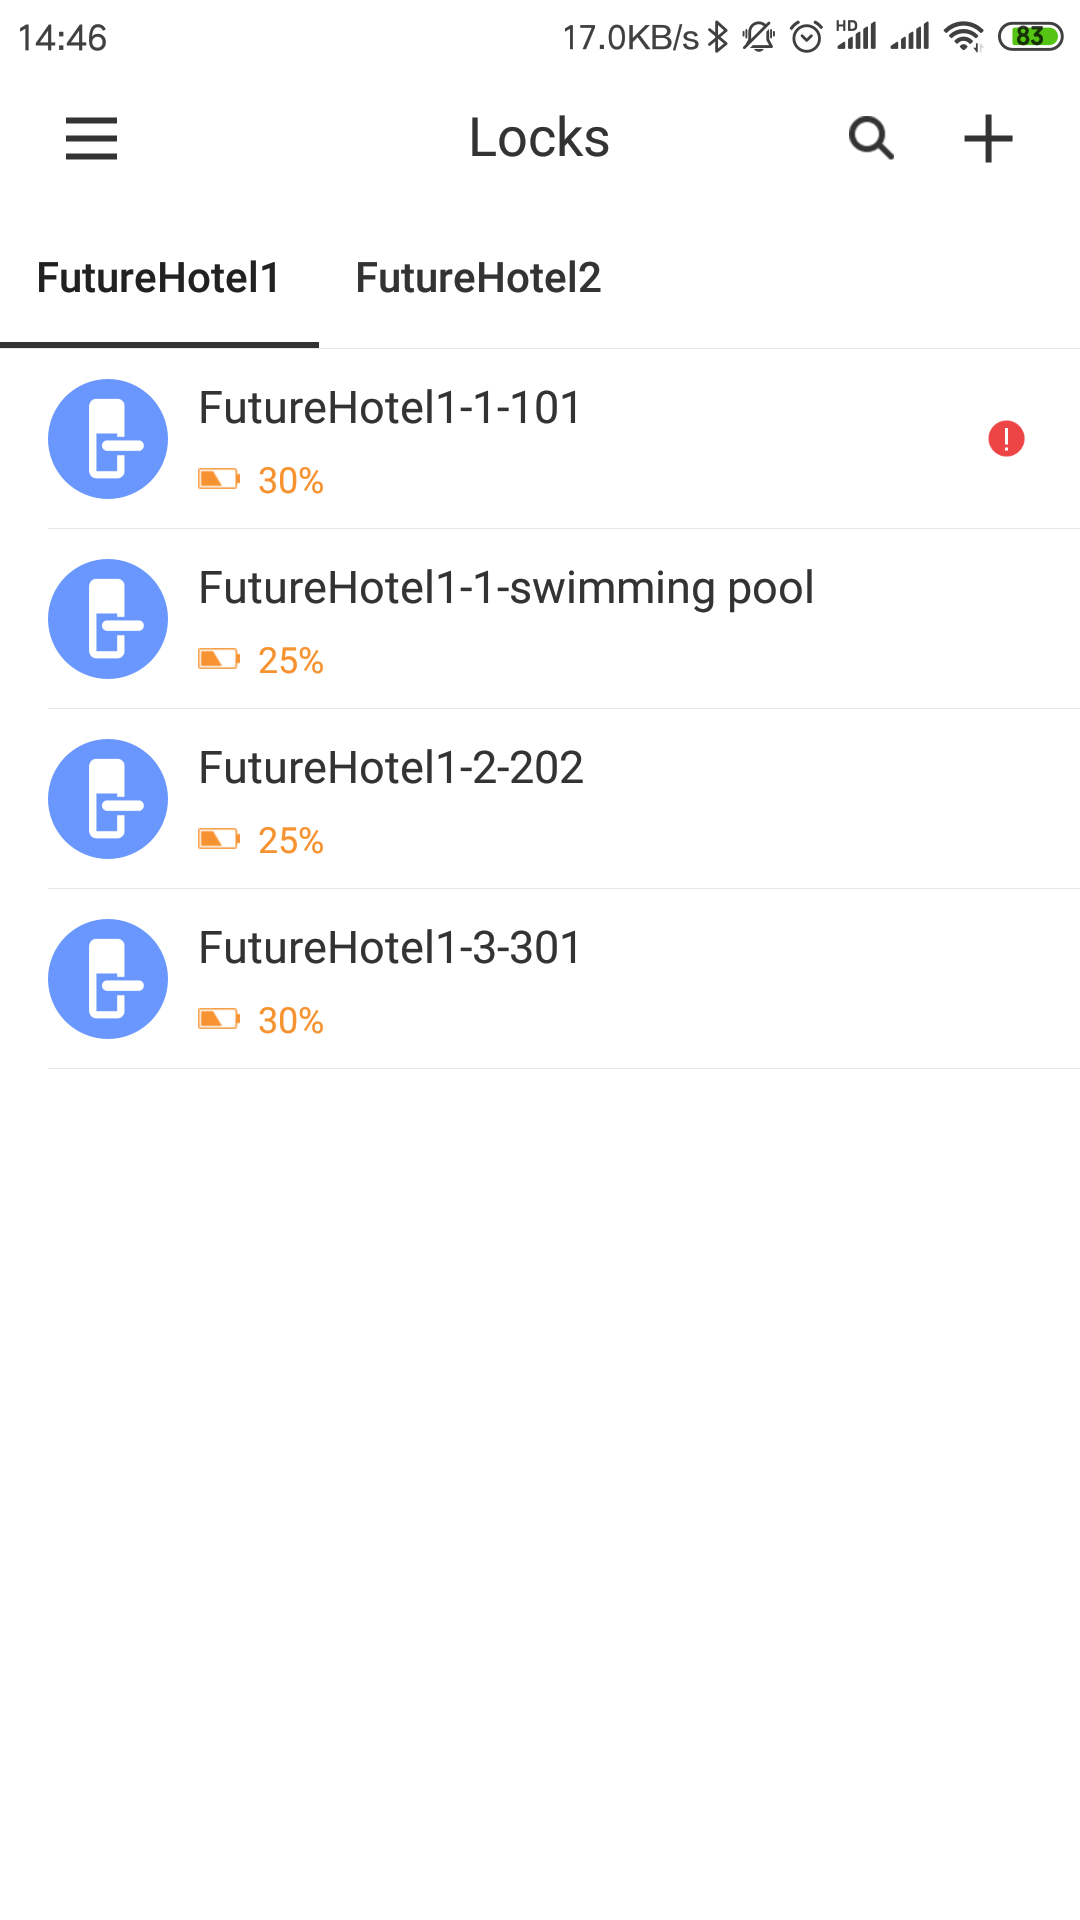 14:46 17.0KB/s HD 83
Locks
FutureHotel1 FutureHotel2
FutureHotel1-1-101
30%
FutureHotel1-1-swimming pool
25%
FutureHotel1-2-202
25%
FutureHotel1-3-301
30%